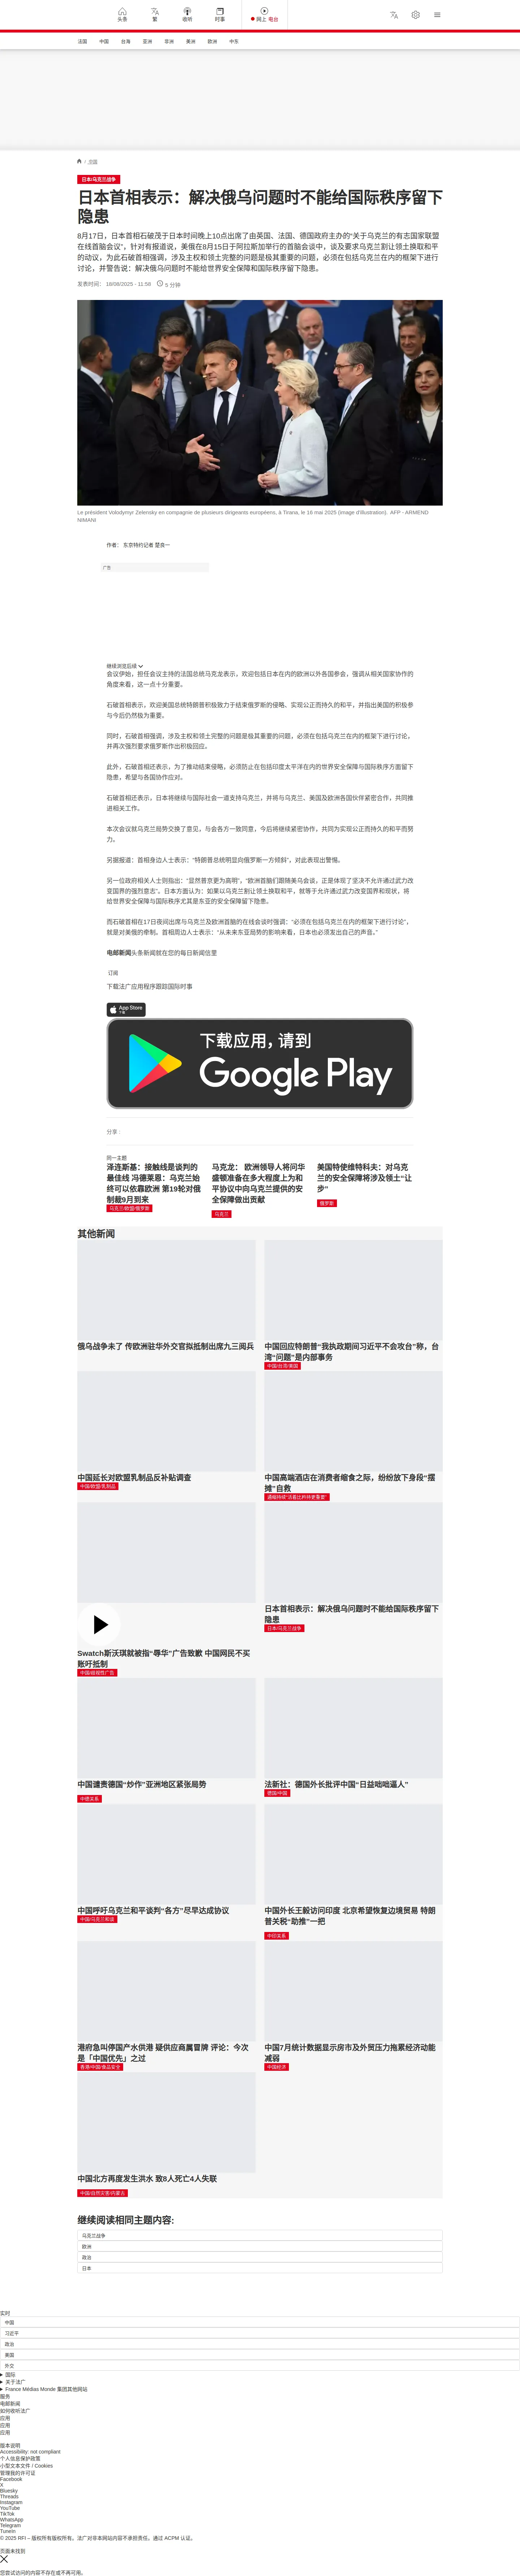 头条
繁
收听
时事
网上 电台
法国
中国
台海
亚洲
非洲
美洲
欧洲
中东
/ 中国
日本/乌克兰战争
日本首相表示：解决俄乌问题时不能给国际秩序留下
隐患
8月17日，日本首相石破茂于日本时间晚上10点出席了由英国、法国、德国政府主办的“关于乌克兰的有志国家联盟
在线首脑会议”，针对有报道说，美俄在8月15日于阿拉斯加举行的首脑会谈中，谈及要求乌克兰割让领土换取和平
的动议，为此石破首相强调，涉及主权和领土完整的问题是极其重要的问题，必须在包括乌克兰在内的框架下进行
讨论，并警告说：解决俄乌问题时不能给世界安全保障和国际秩序留下隐患。
发表时间： 18/08/2025 - 11:58
5 分钟
Le président Volodymyr Zelensky en compagnie de plusieurs dirigeants européens, à Tirana, le 16 mai 2025 (image d'illustration). AFP - ARMEND
NIMANI
作者： 东京特约记者 楚良一
广告
继续浏览后续
会议伊始，担任会议主持的法国总统马克龙表示，欢迎包括日本在内的欧洲以外各国参会，强调从相关国家协作的
角度来看，这一点十分重要。
石破首相表示，欢迎美国总统特朗普积极致力于结束俄罗斯的侵略、实现公正而持久的和平，并指出美国的积极参
与今后仍然极为重要。
同时，石破首相强调，涉及主权和领土完整的问题是极其重要的问题，必须在包括乌克兰在内的框架下进行讨论，
并再次强烈要求俄罗斯作出积极回应。
此外，石破首相还表示，为了推动结束侵略，必须防止在包括印度太平洋在内的世界安全保障与国际秩序方面留下
隐患，希望与各国协作应对。
石破首相还表示，日本将继续与国际社会一道支持乌克兰，并将与乌克兰、美国及欧洲各国伙伴紧密合作，共同推
进相关工作。
本次会议就乌克兰局势交换了意见，与会各方一致同意，今后将继续紧密协作，共同为实现公正而持久的和平而努
力。
另据报道：首相身边人士表示：“特朗普总统明显向俄罗斯一方倾斜”，对此表现出警惕。
另一位政府相关人士则指出：“显然普京更为高明”。“欧洲首脑们跟随美乌会谈，正是体现了坚决不允许通过武力改
变国界的强烈意志”。日本方面认为：如果以乌克兰割让领土换取和平，就等于允许通过武力改变国界和现状，将
给世界安全保障与国际秩序尤其是东亚的安全保障留下隐患。
而石破首相在17日夜间出席与乌克兰及欧洲首脑的在线会谈时强调：“必须在包括乌克兰在内的框架下进行讨论”，
就是对美俄的牵制。首相周边人士表示：“从未来东亚局势的影响来看，日本也必须发出自己的声音。”
电邮新闻头条新闻就在您的每日新闻信里
订阅
下载法广应用程序跟踪国际时事
App Store
下载
下载应用，请到
Google Play
分享 :
同一主题
泽连斯基：接触线是谈判的
最佳线 冯德莱恩：乌克兰始
终可以依靠欧洲 第19轮对俄
制裁9月到来
乌克兰/欧盟/俄罗斯
马克龙： 欧洲领导人将问华
盛顿准备在多大程度上为和
平协议中向乌克兰提供的安
全保障做出贡献
乌克兰
美国特使维特科夫：对乌克
兰的安全保障将涉及领土“让
步”
俄罗斯
其他新闻
俄乌战争未了 传欧洲驻华外交官拟抵制出席九三阅兵
中国回应特朗普“我执政期间习近平不会攻台”称，台
湾“问题”是内部事务
中国/台湾/美国
中国延长对欧盟乳制品反补贴调查
中国/欧盟/乳制品
中国高端酒店在消费者缩食之际，纷纷放下身段“摆
摊”自救
通缩持续“活着比矜持更重要”
Swatch斯沃琪就被指“辱华”广告致歉 中国网民不买
账吁抵制
中国/歧视性广告
日本首相表示：解决俄乌问题时不能给国际秩序留下
隐患
日本/乌克兰战争
中国谴责德国“炒作”亚洲地区紧张局势
中德关系
法新社：德国外长批评中国“日益咄咄逼人”
德国/中国
中国呼吁乌克兰和平谈判“各方”尽早达成协议
中国/乌克兰和谈
中国外长王毅访问印度 北京希望恢复边境贸易 特朗
普关税“助推”一把
中印关系
港府急叫停国产水供港 疑供应商属冒牌 评论：今次
是「中国优先」之过
香港/中国/食品安全
中国7月统计数据显示房市及外贸压力拖累经济动能
减弱
中国经济
中国北方再度发生洪水 致8人死亡4人失联
中国/自然灾害/内蒙古
继续阅读相同主题内容:
乌克兰战争
欧洲
政治
日本
实时
中国
习近平
政治
美国
外交
国际
关于法广
France Médias Monde 集团其他网站
服务
电邮新闻
如何收听法广
应用
应用
应用
版本说明
Accessibility: not compliant
个人信息保护政策
小型文本文件 / Cookies
管理我的许可证
Facebook
X
Bluesky
Threads
Instagram
YouTube
TikTok
WhatsApp
Telegram
TuneIn
© 2025 RFI – 版权所有版权所有。法广对非本网站内容不承担责任。通过 ACPM 认证。
页面未找到
您尝试访问的内容不存在或不再可用。